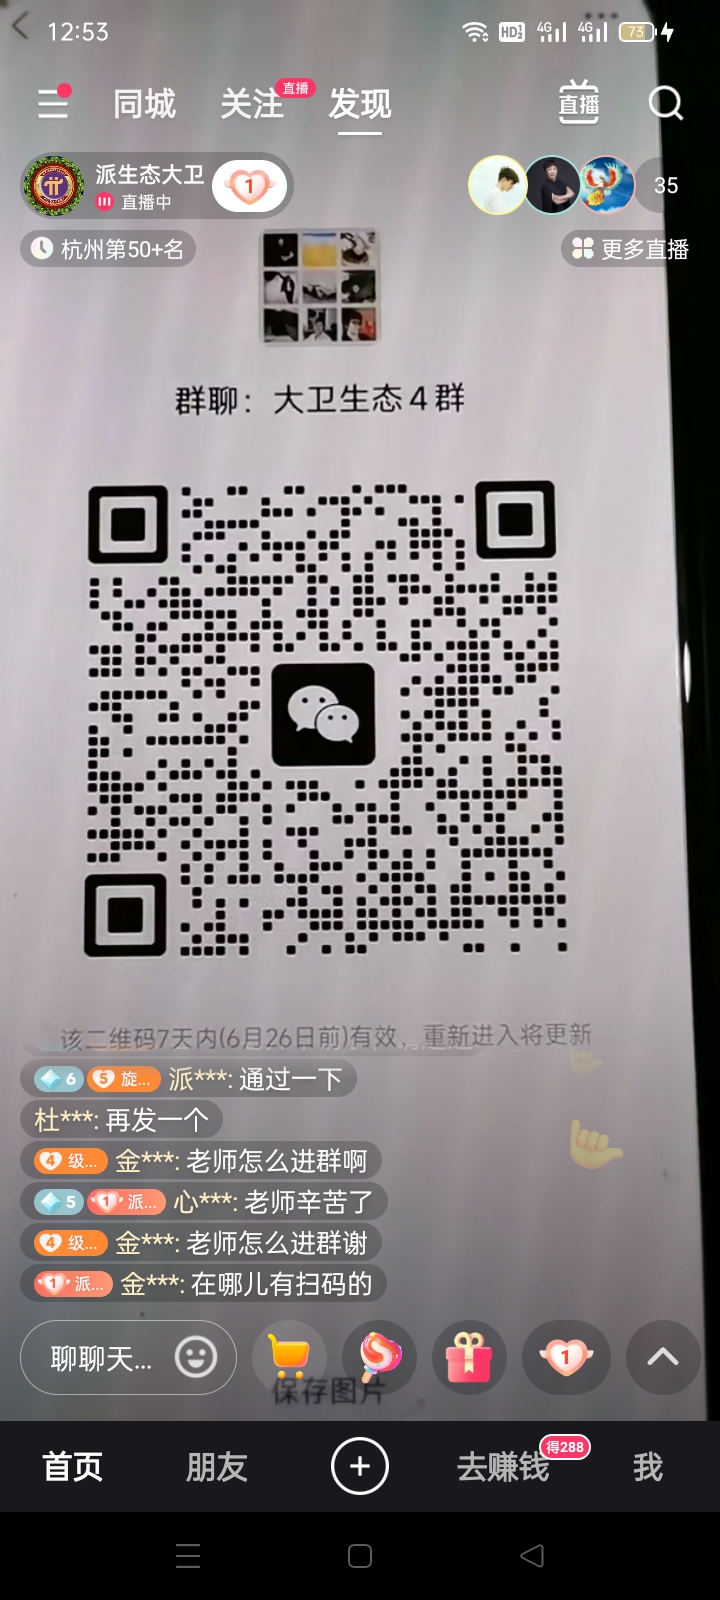 12:53
HD 1 2
4G
4G
73
同城
关注
直播
发现
直播
派生态大卫
直播中
1
35
杭州第50+名
更多直播
群聊：大卫生态4群
该二维码7天内(6月26日前)有效，重新进入将更新
6 5 旋... 派***: 通过一下
杜***: 再发一个
4 级... 金***: 老师怎么进群啊
5 1 派... 心***: 老师辛苦了
4 级... 金***: 老师怎么进群谢
1 派... 金***: 在哪儿有扫码的
聊聊天...
1
保存图片
首页
朋友
去赚钱
得288
我